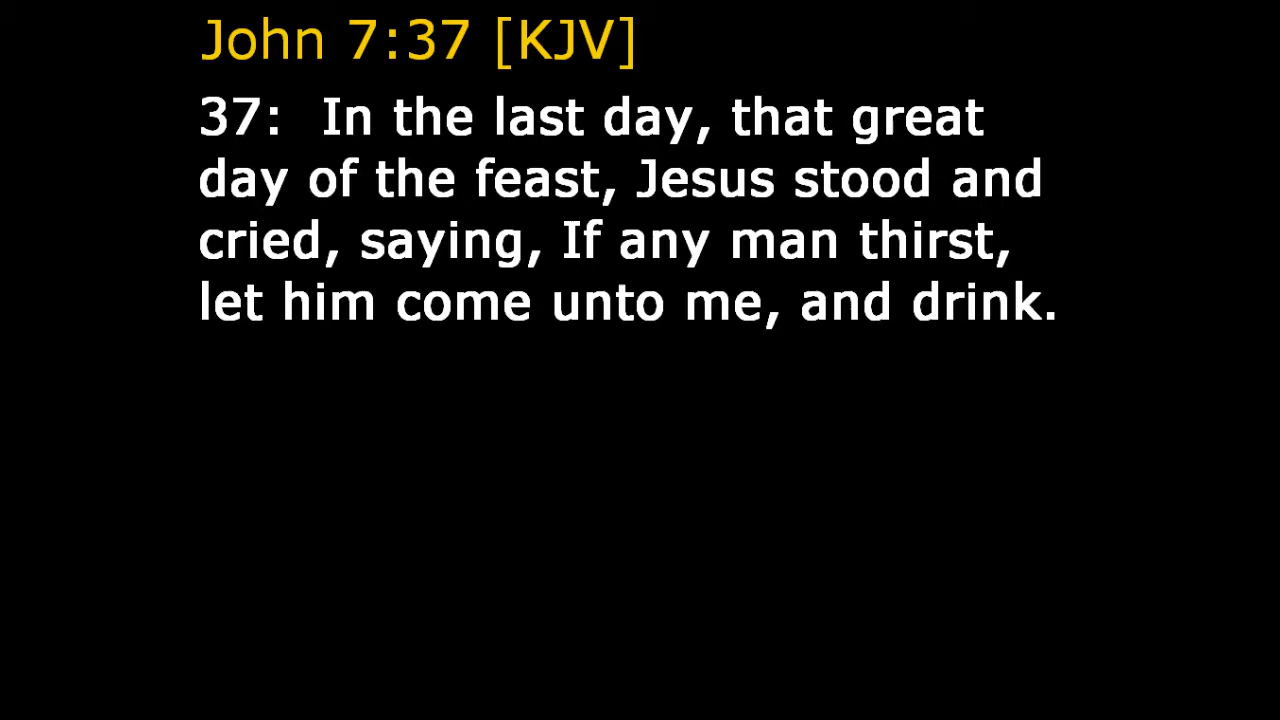 John 7:37 [KJV]
37:  In the last day, that great
day of the feast, Jesus stood and
cried, saying, If any man thirst,
let him come unto me, and drink.